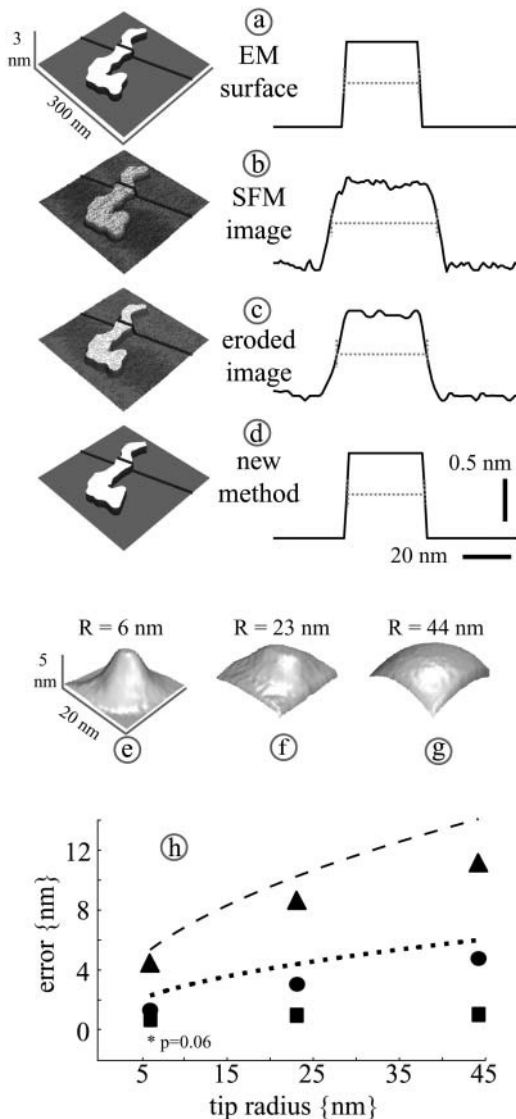 a
3
nm
300 nm
EM
surface
b
SFM
image
c
eroded
image
d
new
method
0.5 nm
20 nm
R = 6 nm
R = 23 nm
R = 44 nm
5
nm
20 nm
e
f
g
h
error {nm}
12
8
4
0
* p=0.06
5
15
25
35
45
tip radius {nm}